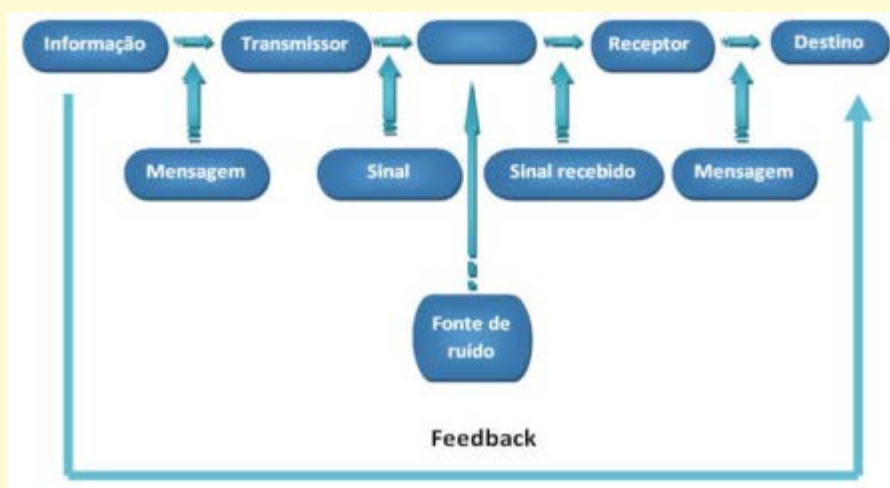 Informação
Transmissor
Receptor
Destino
Mensagem
Sinal
Sinal recebido
Mensagem
Fonte de
ruído
Feedback